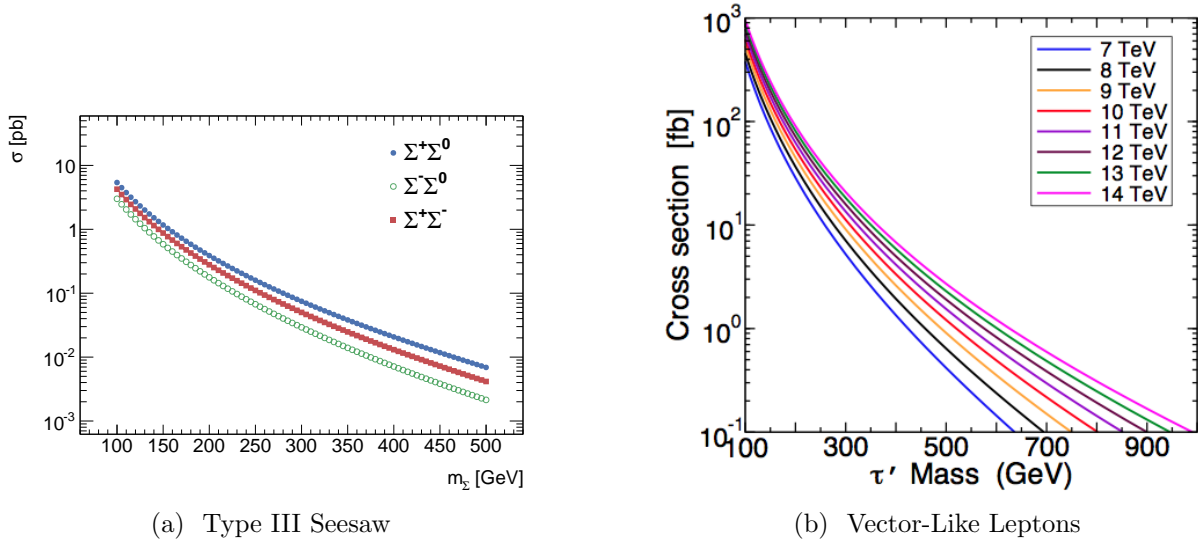 σ [pb]
10
1
10⁻¹
10⁻²
10⁻³
100 150 200 250 300 350 400 450 500
m_Σ [GeV]
Σ⁺Σ⁰
Σ⁻Σ⁰
Σ⁺Σ⁻
(a) Type III Seesaw
Cross section [fb]
10³
10²
10¹
10⁰
10⁻¹
100 300 500 700 900
τ′ Mass (GeV)
7 TeV
8 TeV
9 TeV
10 TeV
11 TeV
12 TeV
13 TeV
14 TeV
(b) Vector-Like Leptons